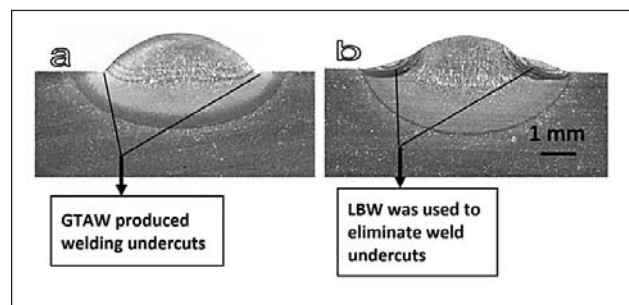 a
b
1 mm
GTAW produced
welding undercuts
LBW was used to
eliminate weld
undercuts